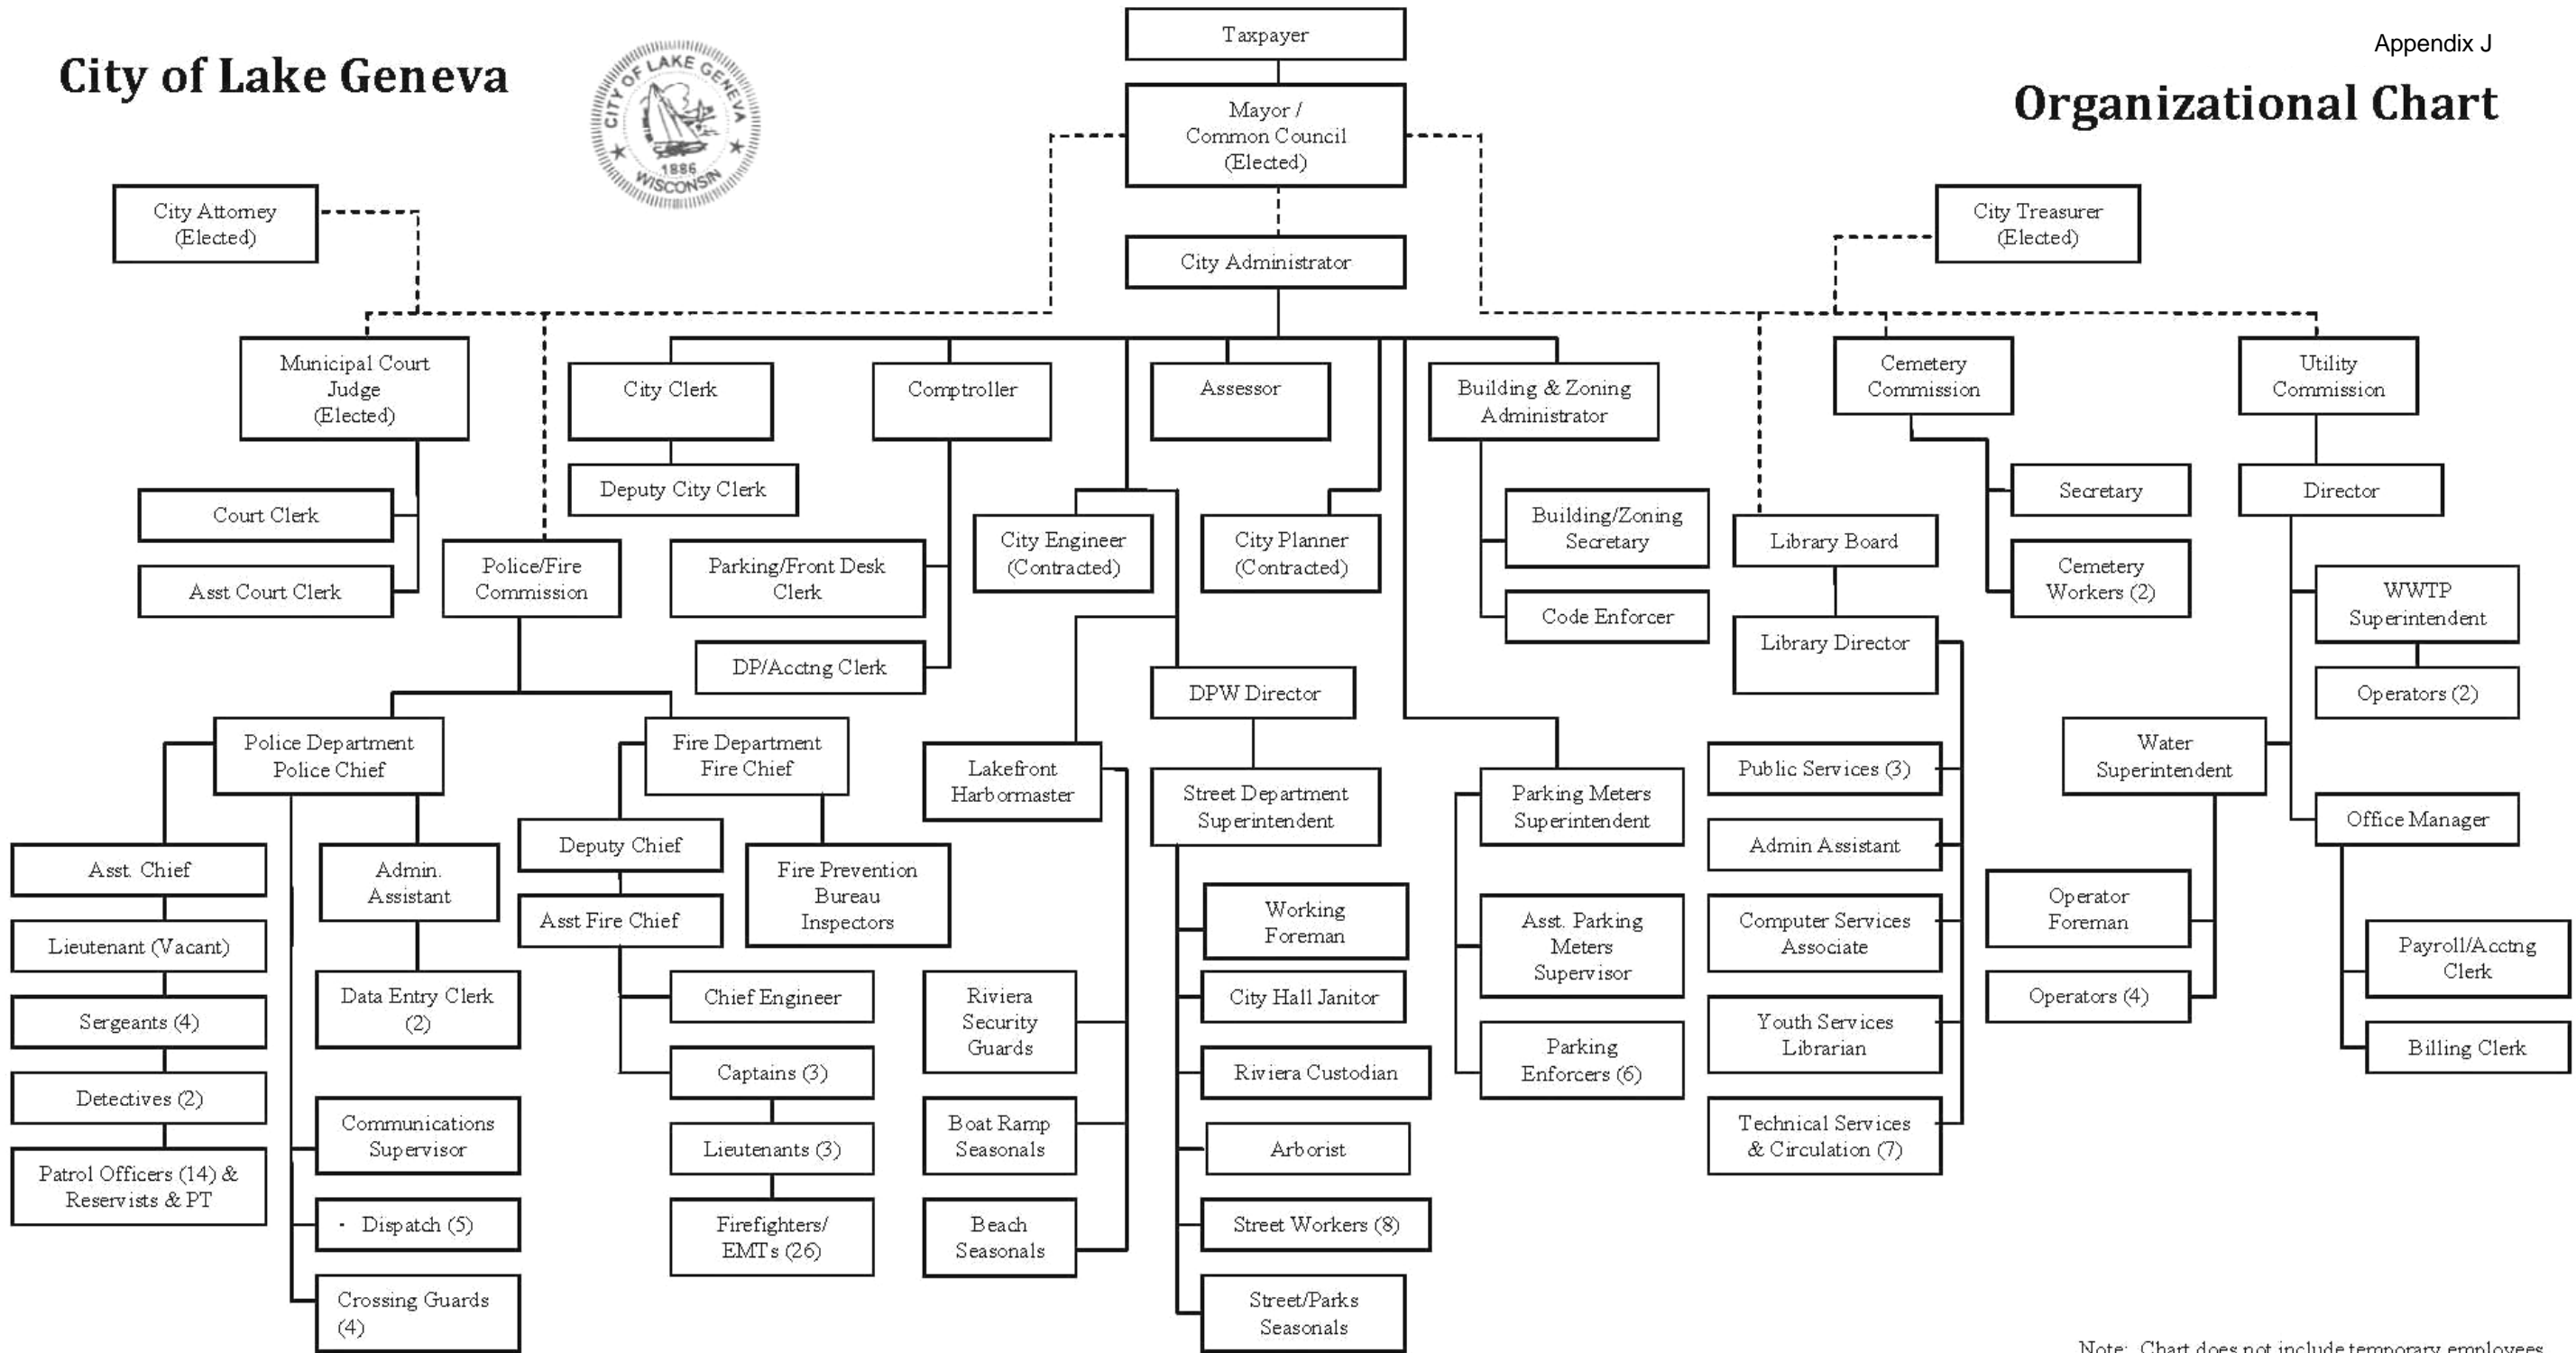 Appendix J
City of Lake Geneva
CITY OF LAKE GENEVA
1886
WISCONSIN
Organizational Chart
Taxpayer
Mayor /
Common Council
(Elected)
City Attorney
(Elected)
City Treasurer
(Elected)
City Administrator
Municipal Court
Judge
(Elected)
City Clerk
Comptroller
Assessor
Building & Zoning
Administrator
Cemetery
Commission
Utility
Commission
Court Clerk
Asst Court Clerk
Deputy City Clerk
Police/Fire
Commission
Parking/Front Desk
Clerk
DP/Acctng Clerk
City Engineer
(Contracted)
City Planner
(Contracted)
Building/Zoning
Secretary
Code Enforcer
Library Board
Library Director
Secretary
Cemetery
Workers (2)
Director
WWTP
Superintendent
Operators (2)
DPW Director
Police Department
Police Chief
Fire Department
Fire Chief
Lakefront
Harbormaster
Street Department
Superintendent
Parking Meters
Superintendent
Public Services (3)
Admin Assistant
Computer Services
Associate
Youth Services
Librarian
Technical Services
& Circulation (7)
Water
Superintendent
Office Manager
Operator
Foreman
Operators (4)
Payroll/Acctng
Clerk
Billing Clerk
Asst. Chief
Lieutenant (Vacant)
Sergeants (4)
Detectives (2)
Patrol Officers (14) &
Reservists & PT
Admin.
Assistant
Data Entry Clerk
(2)
Communications
Supervisor
- Dispatch (5)
Crossing Guards
(4)
Deputy Chief
Asst Fire Chief
Fire Prevention
Bureau
Inspectors
Chief Engineer
Captains (3)
Lieutenants (3)
Firefighters/
EMTs (26)
Riviera
Security
Guards
Boat Ramp
Seasonals
Beach
Seasonals
Working
Foreman
City Hall Janitor
Riviera Custodian
Arborist
Street Workers (8)
Street/Parks
Seasonals
Asst. Parking
Meters
Supervisor
Parking
Enforcers (6)
Note: Chart does not include temporary employees